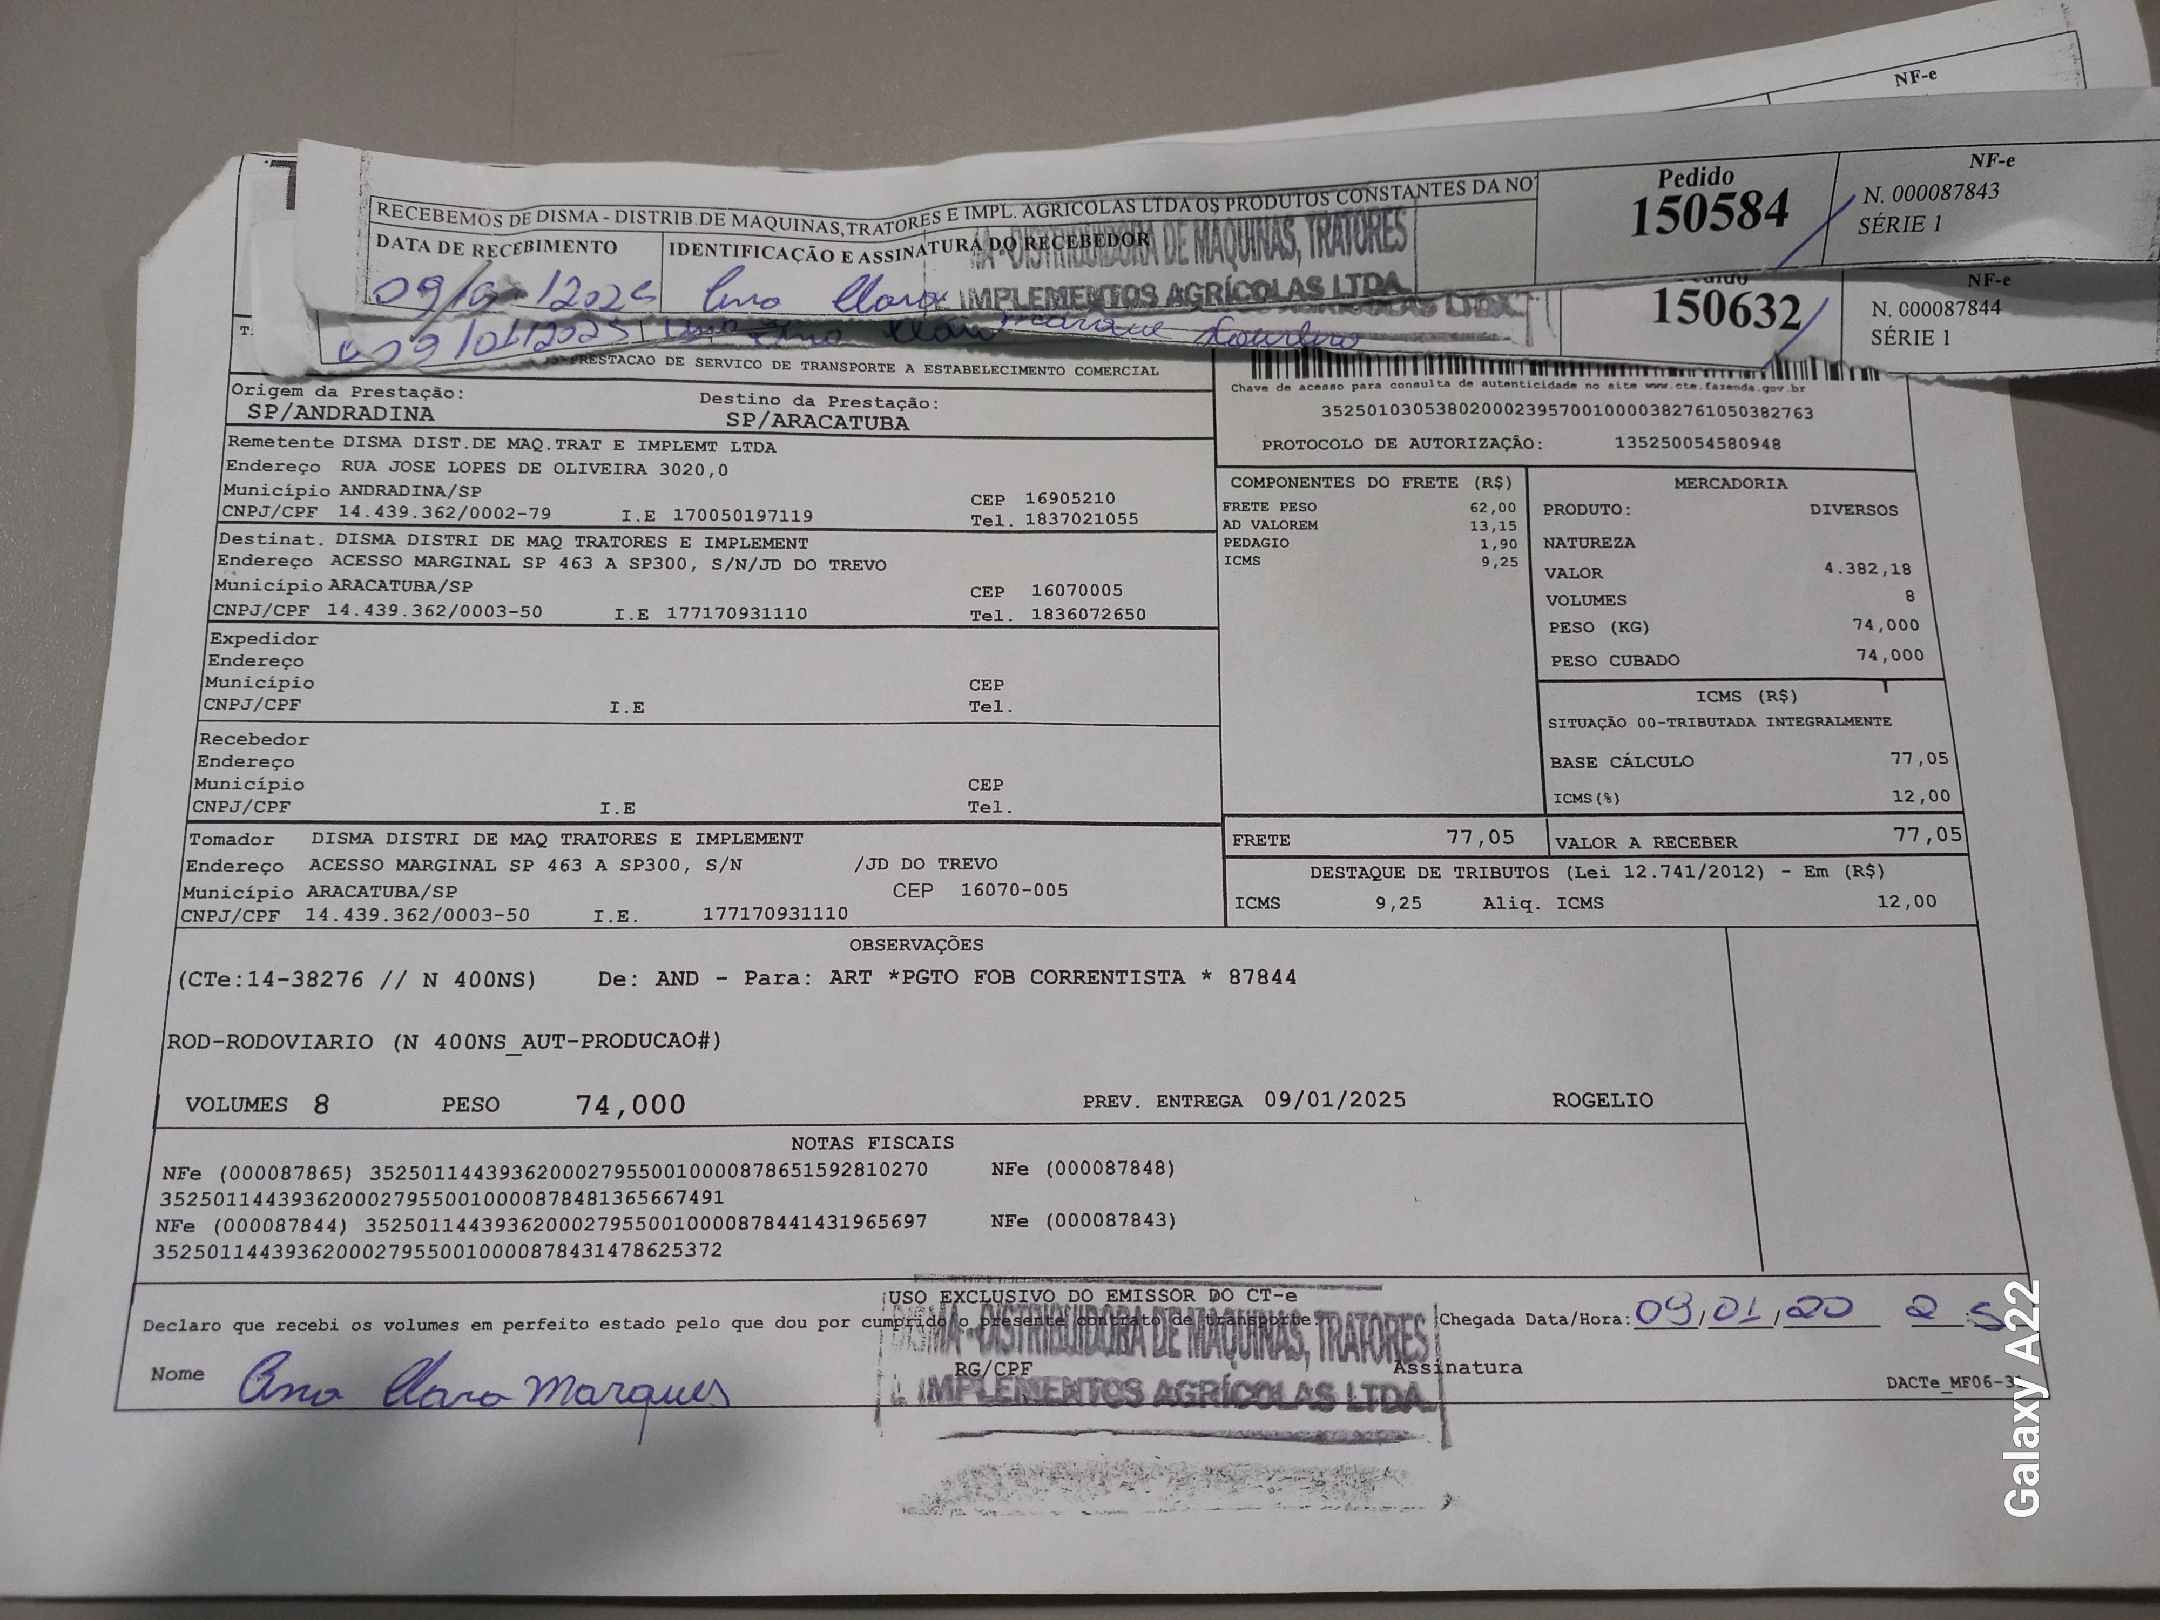 NF-e
RECEBEMOS DE DISMA - DISTRIB.DE MAQUINAS,TRATORES E IMPL. AGRICOLAS LTDA OS PRODUTOS CONSTANTES DA NO
Pedido
150584
NF-e
N. 000087843
SÉRIE 1
DATA DE RECEBIMENTO
IDENTIFICAÇÃO E ASSINATURA DO RECEBEDOR
A - DISTRIBUIDORA DE MAQUINAS, TRATORES
IMPLEMENTOS AGRÍCOLAS LTDA
Ana Clara
150632
NF-e
N. 000087844
SÉRIE 1
09/01/2025
PRESTACAO DE SERVICO DE TRANSPORTE A ESTABELECIMENTO COMERCIAL
Chave de acesso para consulta de autenticidade no site www.cte.fazenda.gov.br
35250103053802000239570010000382761050382763
PROTOCOLO DE AUTORIZAÇÃO: 135250054580948
Origem da Prestação:
SP/ANDRADINA
Destino da Prestação:
SP/ARACATUBA
Remetente DISMA DIST.DE MAQ.TRAT E IMPLEMT LTDA
Endereço RUA JOSE LOPES DE OLIVEIRA 3020,0
Município ANDRADINA/SP CEP 16905210
CNPJ/CPF 14.439.362/0002-79 I.E 170050197119 Tel. 1837021055
Destinat. DISMA DISTRI DE MAQ TRATORES E IMPLEMENT
Endereço ACESSO MARGINAL SP 463 A SP300, S/N/JD DO TREVO
Município ARACATUBA/SP CEP 16070005
CNPJ/CPF 14.439.362/0003-50 I.E 177170931110 Tel. 1836072650
Expedidor
Endereço
Município CEP
CNPJ/CPF I.E Tel.
Recebedor
Endereço
Município CEP
CNPJ/CPF I.E Tel.
Tomador DISMA DISTRI DE MAQ TRATORES E IMPLEMENT
Endereço ACESSO MARGINAL SP 463 A SP300, S/N /JD DO TREVO
Município ARACATUBA/SP CEP 16070-005
CNPJ/CPF 14.439.362/0003-50 I.E. 177170931110
COMPONENTES DO FRETE (R$)
FRETE PESO 62,00
AD VALOREM 13,15
PEDAGIO 1,90
ICMS 9,25
MERCADORIA
PRODUTO: DIVERSOS
NATUREZA
VALOR 4.382,18
VOLUMES 8
PESO (KG) 74,000
PESO CUBADO 74,000
ICMS (R$)
SITUAÇÃO 00-TRIBUTADA INTEGRALMENTE
BASE CÁLCULO 77,05
ICMS(%) 12,00
FRETE 77,05
VALOR A RECEBER 77,05
DESTAQUE DE TRIBUTOS (Lei 12.741/2012) - Em (R$)
ICMS 9,25 Aliq. ICMS 12,00
OBSERVAÇÕES
(CTe:14-38276 // N 400NS) De: AND - Para: ART *PGTO FOB CORRENTISTA * 87844
ROD-RODOVIARIO (N 400NS_AUT-PRODUCAO#)
VOLUMES 8 PESO 74,000 PREV. ENTREGA 09/01/2025 ROGELIO
NOTAS FISCAIS
NFe (000087865) 35250114439362000279550010000878651592810270 NFe (000087848)
35250114439362000279550010000878481365667491
NFe (000087844) 35250114439362000279550010000878441431965697 NFe (000087843)
35250114439362000279550010000878431478625372
USO EXCLUSIVO DO EMISSOR DO CT-e
Declaro que recebi os volumes em perfeito estado pelo que dou por cumprido o presente contrato de transporte.
Chegada Data/Hora: 09/01/20 25
DISMA - DISTRIBUIDORA DE MAQUINAS, TRATORES
IMPLEMENTOS AGRÍCOLAS LTDA
Nome Ana Clara Marques RG/CPF Assinatura
DACTe_MF06-3
Galaxy A22